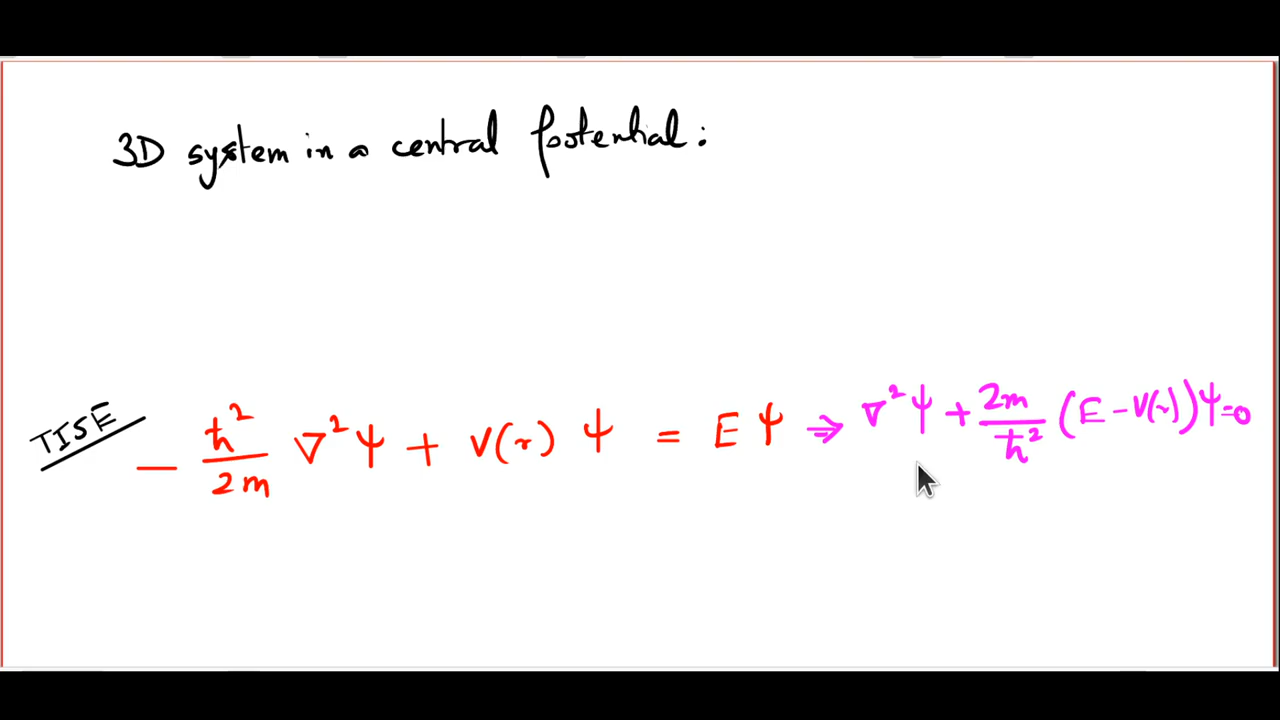 3D system in a central potential:
TISE
- ℏ²/2m ∇²Ψ + V(r) Ψ = E Ψ ⇒ ∇²Ψ + 2m/ℏ² (E - V(r))Ψ=0